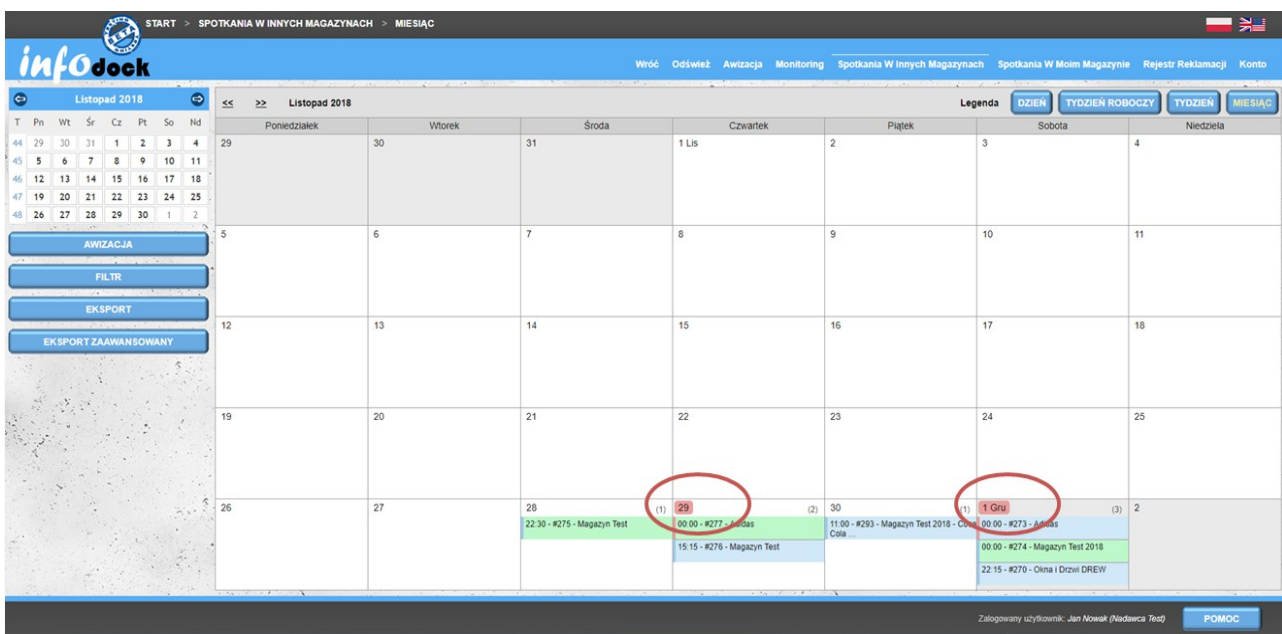 START > SPOTKANIA W INNYCH MAGAZYNACH > MIESIĄC
infodock
TEST
Wróć Odśwież Awizacja Monitoring Spotkania W Innych Magazynach Spotkania W Moim Magazynie Rejestr Reklamacji Konto
Listopad 2018
T Pn Wt Śr Cz Pt So Nd
44 29 30 31 1 2 3 4
45 5 6 7 8 9 10 11
46 12 13 14 15 16 17 18
47 19 20 21 22 23 24 25
48 26 27 28 29 30 1 2
AWIZACJA
FILTR
EKSPORT
EKSPORT ZAAWANSOWANY
<< >> Listopad 2018 Legenda DZIEŃ TYDZIEŃ ROBOCZY TYDZIEŃ MIESIĄC
Poniedziałek Wtorek Środa Czwartek Piątek Sobota Niedziela
29 30 31 1 Lis 2 3 4
5 6 7 8 9 10 11
12 13 14 15 16 17 18
19 20 21 22 23 24 25
26 27 28 (1) 29 (2) 30 (1) 1 Gru (3) 2
22:30 - #275 - Magazyn Test 00:00 - #277 - Adidas 11:00 - #293 - Magazyn Test 2018 - Coca 00:00 - #273 - Adidas
Cola ...
15:15 - #276 - Magazyn Test 00:00 - #274 - Magazyn Test 2018
22:15 - #270 - Okna i Drzwi DREW
Zalogowany użytkownik: Jan Nowak (Nadawca Test) POMOC